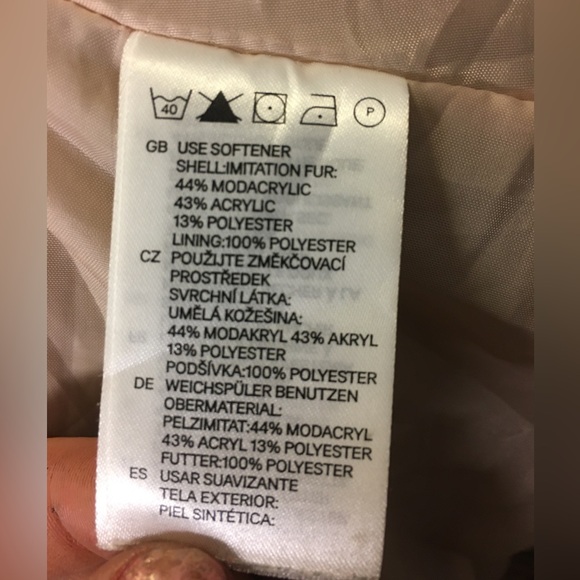 40
P
GB USE SOFTENER
SHELL:IMITATION FUR:
44% MODACRYLIC
43% ACRYLIC
13% POLYESTER
LINING:100% POLYESTER
CZ POUŽIJTE ZMĚKČOVACÍ
PROSTŘEDEK
SVRCHNÍ LÁTKA:
UMĚLÁ KOŽEŠINA:
44% MODAKRYL 43% AKRYL
13% POLYESTER
PODŠÍVKA:100% POLYESTER
DE WEICHSPÜLER BENUTZEN
OBERMATERIAL:
PELZIMITAT:44% MODACRYL
43% ACRYL 13% POLYESTER
FUTTER:100% POLYESTER
ES USAR SUAVIZANTE
TELA EXTERIOR:
PIEL SINTÉTICA: